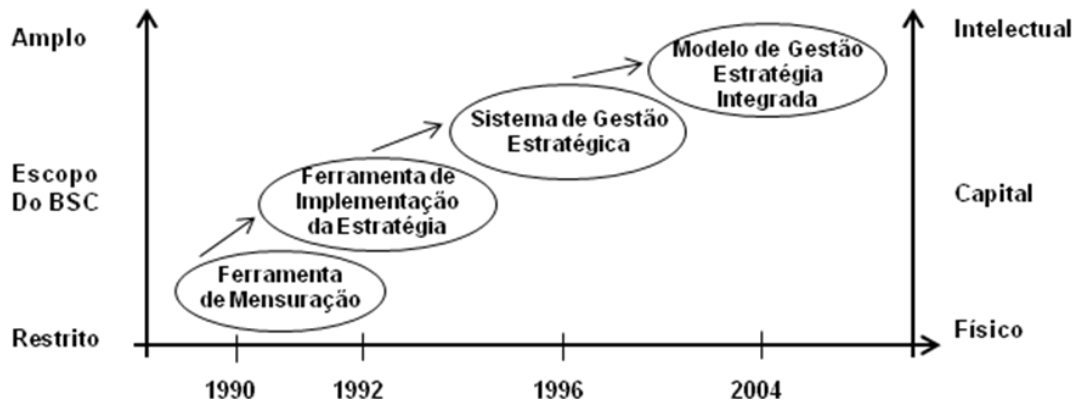 Amplo
Intelectual
Modelo de Gestão
Estratégia
Integrada
Sistema de Gestão
Estratégica
Escopo
Do BSC
Capital
Ferramenta de
Implementação
da Estratégia
Ferramenta
de Mensuração
Restrito
Físico
1990
1992
1996
2004